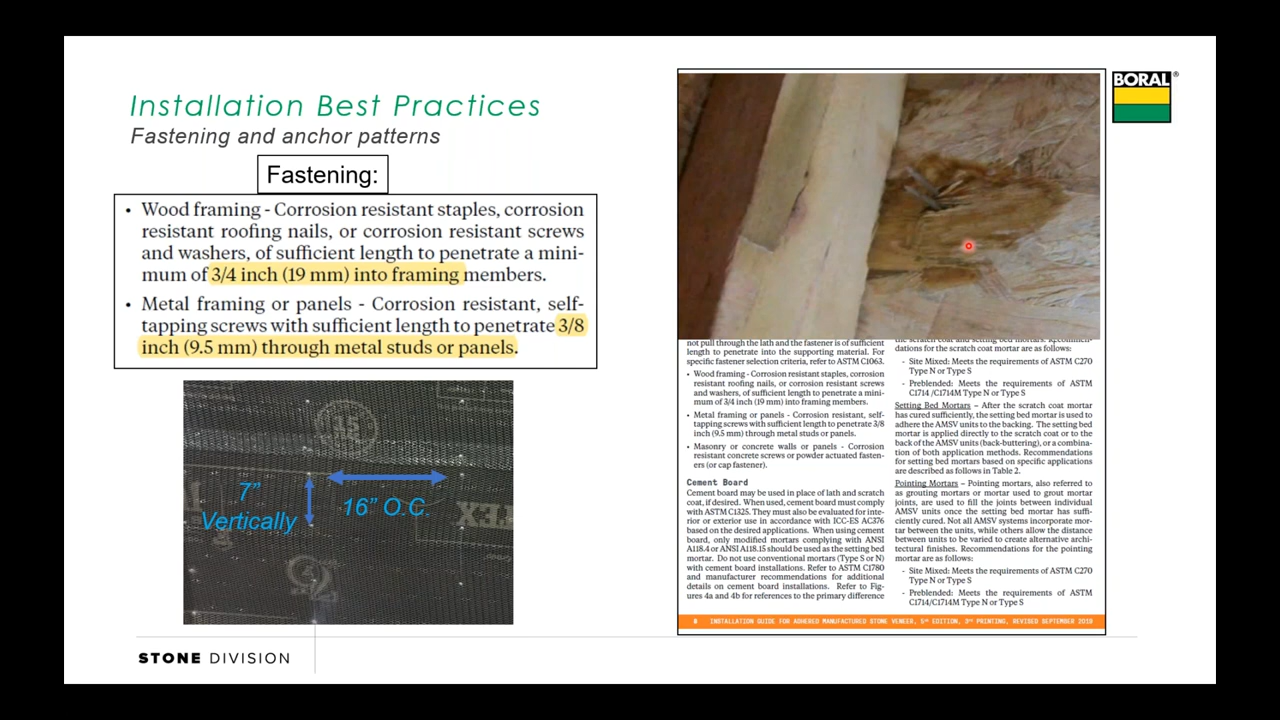 Installation Best Practices
Fastening and anchor patterns
Fastening:
• Wood framing - Corrosion resistant staples, corrosion
resistant roofing nails, or corrosion resistant screws
and washers, of sufficient length to penetrate a mini-
mum of 3/4 inch (19 mm) into framing members.
• Metal framing or panels - Corrosion resistant, self-
tapping screws with sufficient length to penetrate 3/8
inch (9.5 mm) through metal studs or panels.
7"
Vertically
16" O.C.
STONE DIVISION
BORAL®
not pull through the lath and the fastener is of sufficient
length to penetrate into the supporting material. For
specific fastener selection criteria, refer to ASTM C1063.
• Wood framing - Corrosion resistant staples, corrosion
resistant roofing nails, or corrosion resistant screws
and washers, of sufficient length to penetrate a mini-
mum of 3/4 inch (19 mm) into framing members.
• Metal framing or panels - Corrosion resistant, self-
tapping screws with sufficient length to penetrate 3/8
inch (9.5 mm) through metal studs or panels.
• Masonry or concrete walls or panels - Corrosion
resistant concrete screws or powder actuated fasten-
ers (or cap fastener).
Cement Board
Cement board may be used in place of lath and scratch
coat, if desired. When used, cement board must comply
with ASTM C1325. They must also be evaluated for inte-
rior or exterior use in accordance with ICC-ES AC376
based on the desired applications. When using cement
board, only modified mortars complying with ANSI
A118.4 or ANSI A118.15 should be used as the setting bed
mortar. Do not use conventional mortars (Type S or N)
with cement board installations. Refer to ASTM C1780
and manufacturer recommendations for additional
details on cement board installations. Refer to Fig-
ures 4a and 4b for references to the primary difference
dations for the scratch coat mortar are as follows:
- Site Mixed: Meets the requirements of ASTM C270
Type N or Type S
- Preblended: Meets the requirements of ASTM
C1714 /C1714M Type N or Type S
Setting Bed Mortars – After the scratch coat mortar
has cured sufficiently, the setting bed mortar is used to
adhere the AMSV units to the backing. The setting bed
mortar is applied directly to the scratch coat or to the
back of the AMSV units (back-buttering), or a combina-
tion of both application methods. Recommendations
for setting bed mortars based on specific applications
are described as follows in Table 2.
Pointing Mortars – Pointing mortars, also referred to
as grouting mortars or mortar used to grout mortar
joints, are used to fill the joints between individual
AMSV units once the setting bed mortar has suffi-
ciently cured. Not all AMSV systems incorporate mor-
tar between the units, while others allow the distance
between units to be varied to create alternative archi-
tectural finishes. Recommendations for the pointing
mortar are as follows:
- Site Mixed: Meets the requirements of ASTM C270
Type N or Type S
- Preblended: Meets the requirements of ASTM
C1714/C1714M Type N or Type S
INSTALLATION GUIDE FOR ADHERED MANUFACTURED STONE VENEER, 5TH EDITION, 3RD PRINTING, REVISED SEPTEMBER 2019